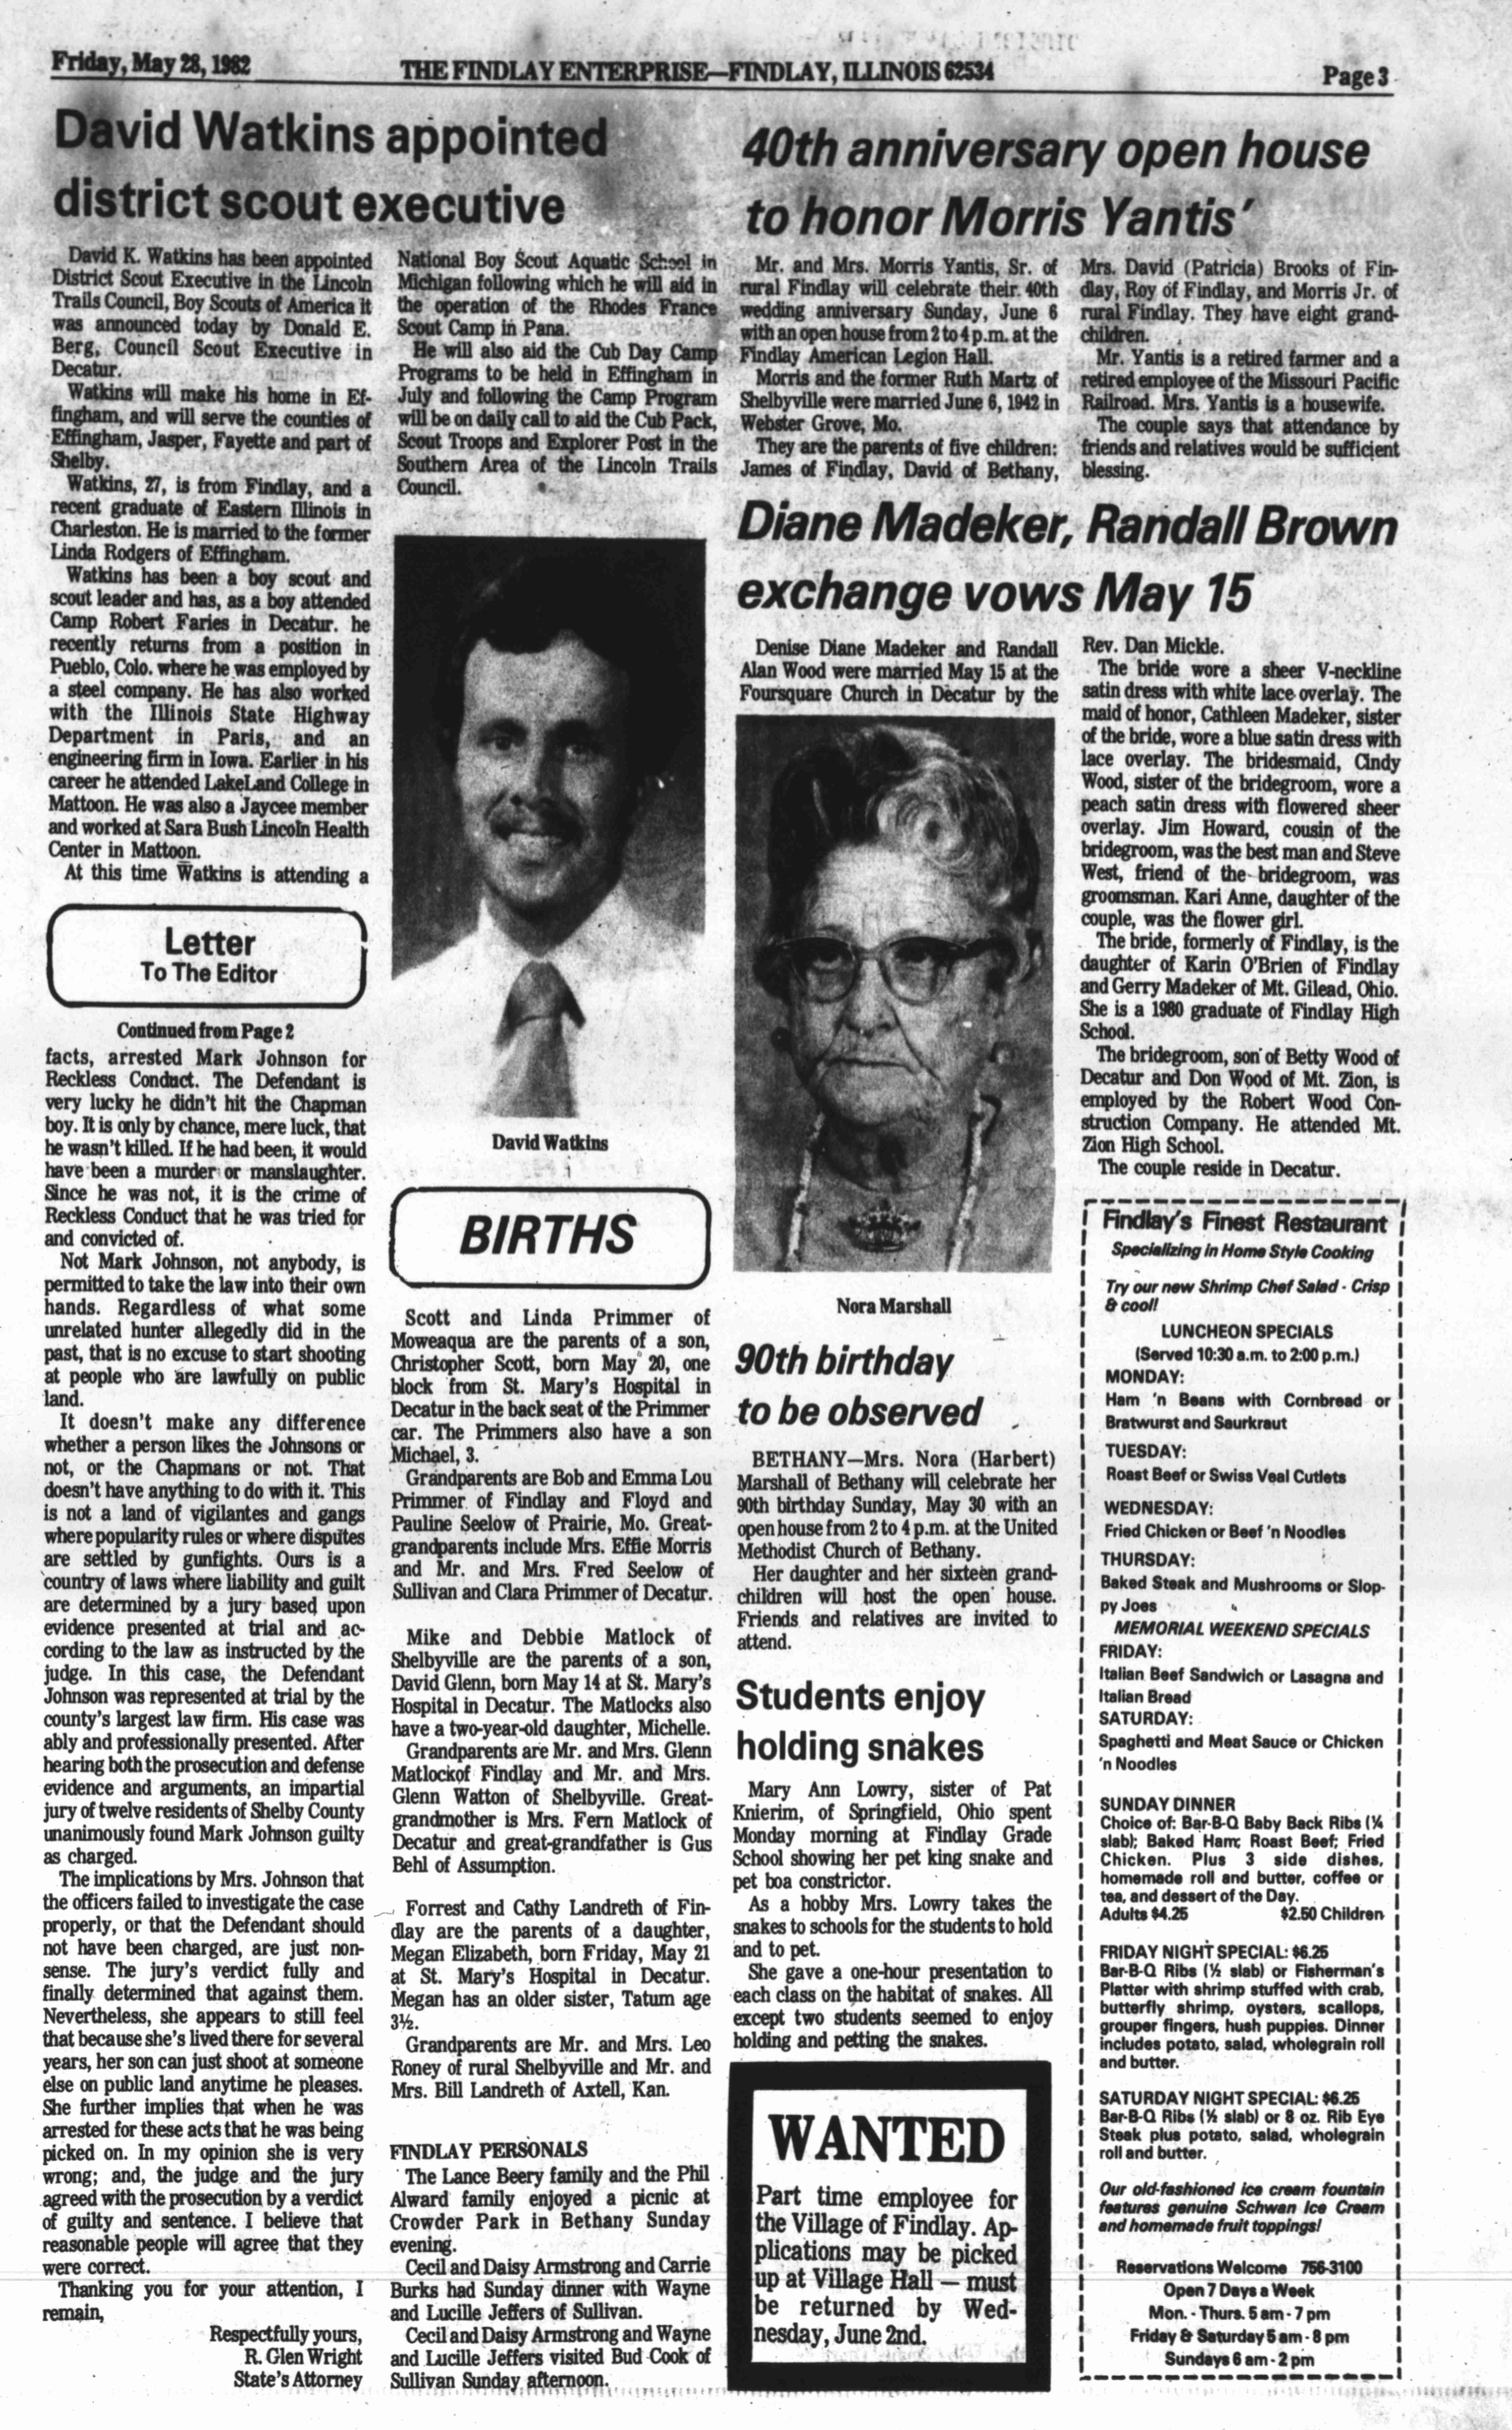 Friday, May 28, 1982
THE FINDLAY ENTERPRISE—FINDLAY, ILLINOIS 62534
Page 3
David Watkins appointed
district scout executive
David K. Watkins has been appointed
District Scout Executive in the Lincoln
Trails Council, Boy Scouts of America it
was announced today by Donald E.
Berg, Council Scout Executive in
Decatur.
Watkins will make his home in Ef-
fingham, and will serve the counties of
Effingham, Jasper, Fayette and part of
Shelby.
Watkins, 27, is from Findlay, and a
recent graduate of Eastern Illinois in
Charleston. He is married to the former
Linda Rodgers of Effingham.
Watkins has been a boy scout and
scout leader and has, as a boy attended
Camp Robert Faries in Decatur. he
recently returns from a position in
Pueblo, Colo. where he was employed by
a steel company. He has also worked
with the Illinois State Highway
Department in Paris, and an
engineering firm in Iowa. Earlier in his
career he attended LakeLand College in
Mattoon. He was also a Jaycee member
and worked at Sara Bush Lincoln Health
Center in Mattoon.
At this time Watkins is attending a
National Boy Scout Aquatic School in
Michigan following which he will aid in
the operation of the Rhodes France
Scout Camp in Pana.
He will also aid the Cub Day Camp
Programs to be held in Effingham in
July and following the Camp Program
will be on daily call to aid the Cub Pack,
Scout Troops and Explorer Post in the
Southern Area of the Lincoln Trails
Council.
David Watkins
Letter
To The Editor
Continued from Page 2
facts, arrested Mark Johnson for
Reckless Conduct. The Defendant is
very lucky he didn't hit the Chapman
boy. It is only by chance, mere luck, that
he wasn't killed. If he had been, it would
have been a murder or manslaughter.
Since he was not, it is the crime of
Reckless Conduct that he was tried for
and convicted of.
Not Mark Johnson, not anybody, is
permitted to take the law into their own
hands. Regardless of what some
unrelated hunter allegedly did in the
past, that is no excuse to start shooting
at people who are lawfully on public
land.
It doesn't make any difference
whether a person likes the Johnsons or
not, or the Chapmans or not. That
doesn't have anything to do with it. This
is not a land of vigilantes and gangs
where popularity rules or where disputes
are settled by gunfights. Ours is a
country of laws where liability and guilt
are determined by a jury based upon
evidence presented at trial and ac-
cording to the law as instructed by the
judge. In this case, the Defendant
Johnson was represented at trial by the
county's largest law firm. His case was
ably and professionally presented. After
hearing both the prosecution and defense
evidence and arguments, an impartial
jury of twelve residents of Shelby County
unanimously found Mark Johnson guilty
as charged.
The implications by Mrs. Johnson that
the officers failed to investigate the case
properly, or that the Defendant should
not have been charged, are just non-
sense. The jury's verdict fully and
finally determined that against them.
Nevertheless, she appears to still feel
that because she's lived there for several
years, her son can just shoot at someone
else on public land anytime he pleases.
She further implies that when he was
arrested for these acts that he was being
picked on. In my opinion she is very
wrong; and, the judge and the jury
agreed with the prosecution by a verdict
of guilty and sentence. I believe that
reasonable people will agree that they
were correct.
Thanking you for your attention, I
remain,
Respectfully yours,
R. Glen Wright
State's Attorney
BIRTHS
Scott and Linda Primmer of
Moweaqua are the parents of a son,
Christopher Scott, born May 20, one
block from St. Mary's Hospital in
Decatur in the back seat of the Primmer
car. The Primmers also have a son
Michael, 3.
Grandparents are Bob and Emma Lou
Primmer of Findlay and Floyd and
Pauline Seelow of Prairie, Mo. Great-
grandparents include Mrs. Effie Morris
and Mr. and Mrs. Fred Seelow of
Sullivan and Clara Primmer of Decatur.
Mike and Debbie Matlock of
Shelbyville are the parents of a son,
David Glenn, born May 14 at St. Mary's
Hospital in Decatur. The Matlocks also
have a two-year-old daughter, Michelle.
Grandparents are Mr. and Mrs. Glenn
Matlockof Findlay and Mr. and Mrs.
Glenn Watton of Shelbyville. Great-
grandmother is Mrs. Fern Matlock of
Decatur and great-grandfather is Gus
Behl of Assumption.
Forrest and Cathy Landreth of Fin-
dlay are the parents of a daughter,
Megan Elizabeth, born Friday, May 21
at St. Mary's Hospital in Decatur.
Megan has an older sister, Tatum age
3½.
Grandparents are Mr. and Mrs. Leo
Roney of rural Shelbyville and Mr. and
Mrs. Bill Landreth of Axtell, Kan.
FINDLAY PERSONALS
The Lance Beery family and the Phil
Alward family enjoyed a picnic at
Crowder Park in Bethany Sunday
evening.
Cecil and Daisy Armstrong and Carrie
Burks had Sunday dinner with Wayne
and Lucille Jeffers of Sullivan.
Cecil and Daisy Armstrong and Wayne
and Lucille Jeffers visited Bud Cook of
Sullivan Sunday afternoon.
40th anniversary open house
to honor Morris Yantis'
Mr. and Mrs. Morris Yantis, Sr. of
rural Findlay will celebrate their 40th
wedding anniversary Sunday, June 6
with an open house from 2 to 4 p.m. at the
Findlay American Legion Hall.
Morris and the former Ruth Martz of
Shelbyville were married June 6, 1942 in
Webster Grove, Mo.
They are the parents of five children:
James of Findlay, David of Bethany,
Mrs. David (Patricia) Brooks of Fin-
dlay, Roy of Findlay, and Morris Jr. of
rural Findlay. They have eight grand-
children.
Mr. Yantis is a retired farmer and a
retired employee of the Missouri Pacific
Railroad. Mrs. Yantis is a housewife.
The couple says that attendance by
friends and relatives would be sufficient
blessing.
Diane Madeker, Randall Brown
exchange vows May 15
Denise Diane Madeker and Randall
Alan Wood were married May 15 at the
Foursquare Church in Decatur by the
Rev. Dan Mickle.
The bride wore a sheer V-neckline
satin dress with white lace overlay. The
maid of honor, Cathleen Madeker, sister
of the bride, wore a blue satin dress with
lace overlay. The bridesmaid, Cindy
Wood, sister of the bridegroom, wore a
peach satin dress with flowered sheer
overlay. Jim Howard, cousin of the
bridegroom, was the best man and Steve
West, friend of the bridegroom, was
groomsman. Kari Anne, daughter of the
couple, was the flower girl.
The bride, formerly of Findlay, is the
daughter of Karin O'Brien of Findlay
and Gerry Madeker of Mt. Gilead, Ohio.
She is a 1980 graduate of Findlay High
School.
The bridegroom, son of Betty Wood of
Decatur and Don Wood of Mt. Zion, is
employed by the Robert Wood Con-
struction Company. He attended Mt.
Zion High School.
The couple reside in Decatur.
Nora Marshall
90th birthday
to be observed
BETHANY—Mrs. Nora (Harbert)
Marshall of Bethany will celebrate her
90th birthday Sunday, May 30 with an
open house from 2 to 4 p.m. at the United
Methodist Church of Bethany.
Her daughter and her sixteen grand-
children will host the open house.
Friends and relatives are invited to
attend.
Students enjoy
holding snakes
Mary Ann Lowry, sister of Pat
Knierim, of Springfield, Ohio spent
Monday morning at Findlay Grade
School showing her pet king snake and
pet boa constrictor.
As a hobby Mrs. Lowry takes the
snakes to schools for the students to hold
and to pet.
She gave a one-hour presentation to
each class on the habitat of snakes. All
except two students seemed to enjoy
holding and petting the snakes.
WANTED
Part time employee for
the Village of Findlay. Ap-
plications may be picked
up at Village Hall — must
be returned by Wed-
nesday, June 2nd.
Findlay's Finest Restaurant
Specializing in Home Style Cooking
Try our new Shrimp Chef Salad - Crisp
& cool!
LUNCHEON SPECIALS
(Served 10:30 a.m. to 2:00 p.m.)
MONDAY:
Ham 'n Beans with Cornbread or
Bratwurst and Saurkraut
TUESDAY:
Roast Beef or Swiss Veal Cutlets
WEDNESDAY:
Fried Chicken or Beef 'n Noodles
THURSDAY:
Baked Steak and Mushrooms or Slop-
py Joes
MEMORIAL WEEKEND SPECIALS
FRIDAY:
Italian Beef Sandwich or Lasagna and
Italian Bread
SATURDAY:
Spaghetti and Meat Sauce or Chicken
'n Noodles
SUNDAY DINNER
Choice of: Bar-B-Q Baby Back Ribs (¼
slab); Baked Ham; Roast Beef; Fried
Chicken. Plus 3 side dishes,
homemade roll and butter, coffee or
tea, and dessert of the Day.
Adults $4.25 $2.50 Children
FRIDAY NIGHT SPECIAL: $6.25
Bar-B-Q Ribs (½ slab) or Fisherman's
Platter with shrimp stuffed with crab,
butterfly shrimp, oysters, scallops,
grouper fingers, hush puppies. Dinner
includes potato, salad, wholegrain roll
and butter.
SATURDAY NIGHT SPECIAL: $6.25
Bar-B-Q Ribs (½ slab) or 8 oz. Rib Eye
Steak plus potato, salad, wholegrain
roll and butter.
Our old-fashioned ice cream fountain
features genuine Schwan Ice Cream
and homemade fruit toppings!
Reservations Welcome 756-3100
Open 7 Days a Week
Mon. - Thurs. 5 am - 7 pm
Friday & Saturday 5 am - 8 pm
Sundays 6 am - 2 pm